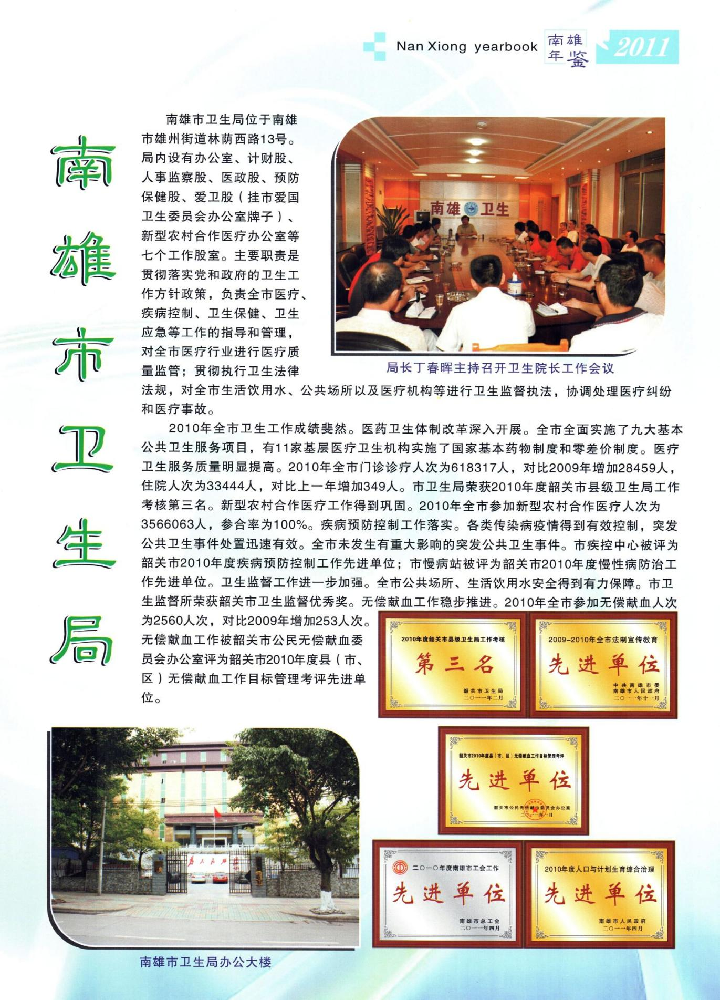 Nan Xiong yearbook
南雄
年鉴
2011
南雄市卫生局
南雄市卫生局位于南雄
市雄州街道林荫西路13号。
局内设有办公室、计财股、
人事监察股、医政股、预防
保健股、爱卫股（挂市爱国
卫生委员会办公室牌子）、
新型农村合作医疗办公室等
七个工作股室。主要职责是
贯彻落实党和政府的卫生工
作方针政策，负责全市医疗、
疾病控制、卫生保健、卫生
应急等工作的指导和管理，
对全市医疗行业进行医疗质
量监管；贯彻执行卫生法律
法规，对全市生活饮用水、公共场所以及医疗机构等进行卫生监督执法，协调处理医疗纠纷
和医疗事故。
南雄卫生
局长丁春晖主持召开卫生院长工作会议
2010年全市卫生工作成绩斐然。医药卫生体制改革深入开展。全市全面实施了九大基本
公共卫生服务项目，有11家基层医疗卫生机构实施了国家基本药物制度和零差价制度。医疗
卫生服务质量明显提高。2010年全市门诊诊疗人次为618317人，对比2009年增加28459人，
住院人次为33444人，对比上一年增加349人。市卫生局荣获2010年度韶关市县级卫生局工作
考核第三名。新型农村合作医疗工作得到巩固。2010年全市参加新型农村合作医疗人次为
3566063人，参合率为100%。疾病预防控制工作落实。各类传染病疫情得到有效控制，突发
公共卫生事件处置迅速有效。全市未发生有重大影响的突发公共卫生事件。市疾控中心被评为
韶关市2010年度疾病预防控制工作先进单位；市慢病站被评为韶关市2010年度慢性病防治工
作先进单位。卫生监督工作进一步加强。全市公共场所、生活饮用水安全得到有力保障。市卫
生监督所荣获韶关市卫生监督优秀奖。无偿献血工作稳步推进。2010年全市参加无偿献血人次
为2560人次，对比2009年增加253人次。
无偿献血工作被韶关市公民无偿献血委
员会办公室评为韶关市2010年度县（市、
区）无偿献血工作目标管理考评先进单
位。
2010年度韶关市县级卫生局工作考核
第三名
韶关市卫生局
二〇一一年二月
2009-2010年全市法制宣传教育
先进单位
中共南雄市委
南雄市人民政府
二〇一一年十一月
韶关市2010年度县（市、区）无偿献血工作目标管理考评
先进单位
韶关市公民无偿献血委员会办公室
二〇一一年一月
二〇一〇年度南雄市工会工作
先进单位
南雄市总工会
二〇一一年四月
2010年度人口与计划生育综合治理
先进单位
南雄市人民政府
二〇一一年四月
为人民服务
南雄市卫生局办公大楼